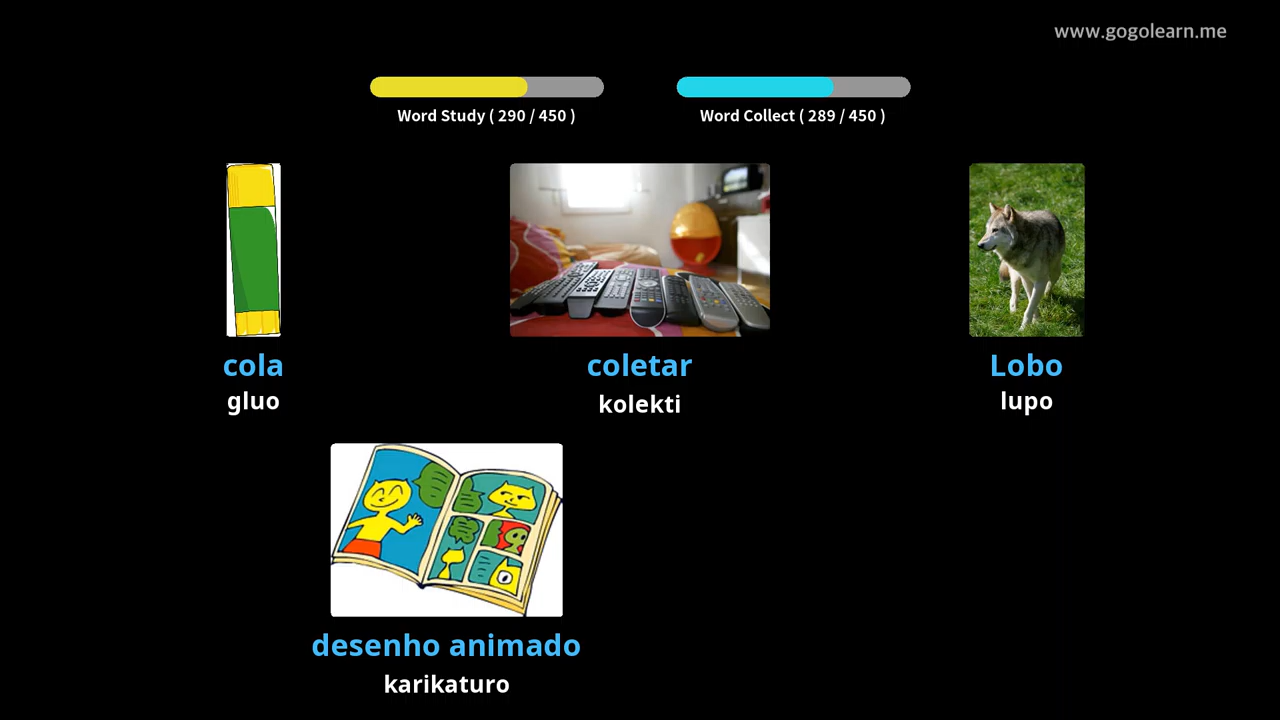 www.gogolearn.me
Word Study ( 290 / 450 )
Word Collect ( 289 / 450 )
cola
gluo
coletar
kolekti
Lobo
lupo
desenho animado
karikaturo